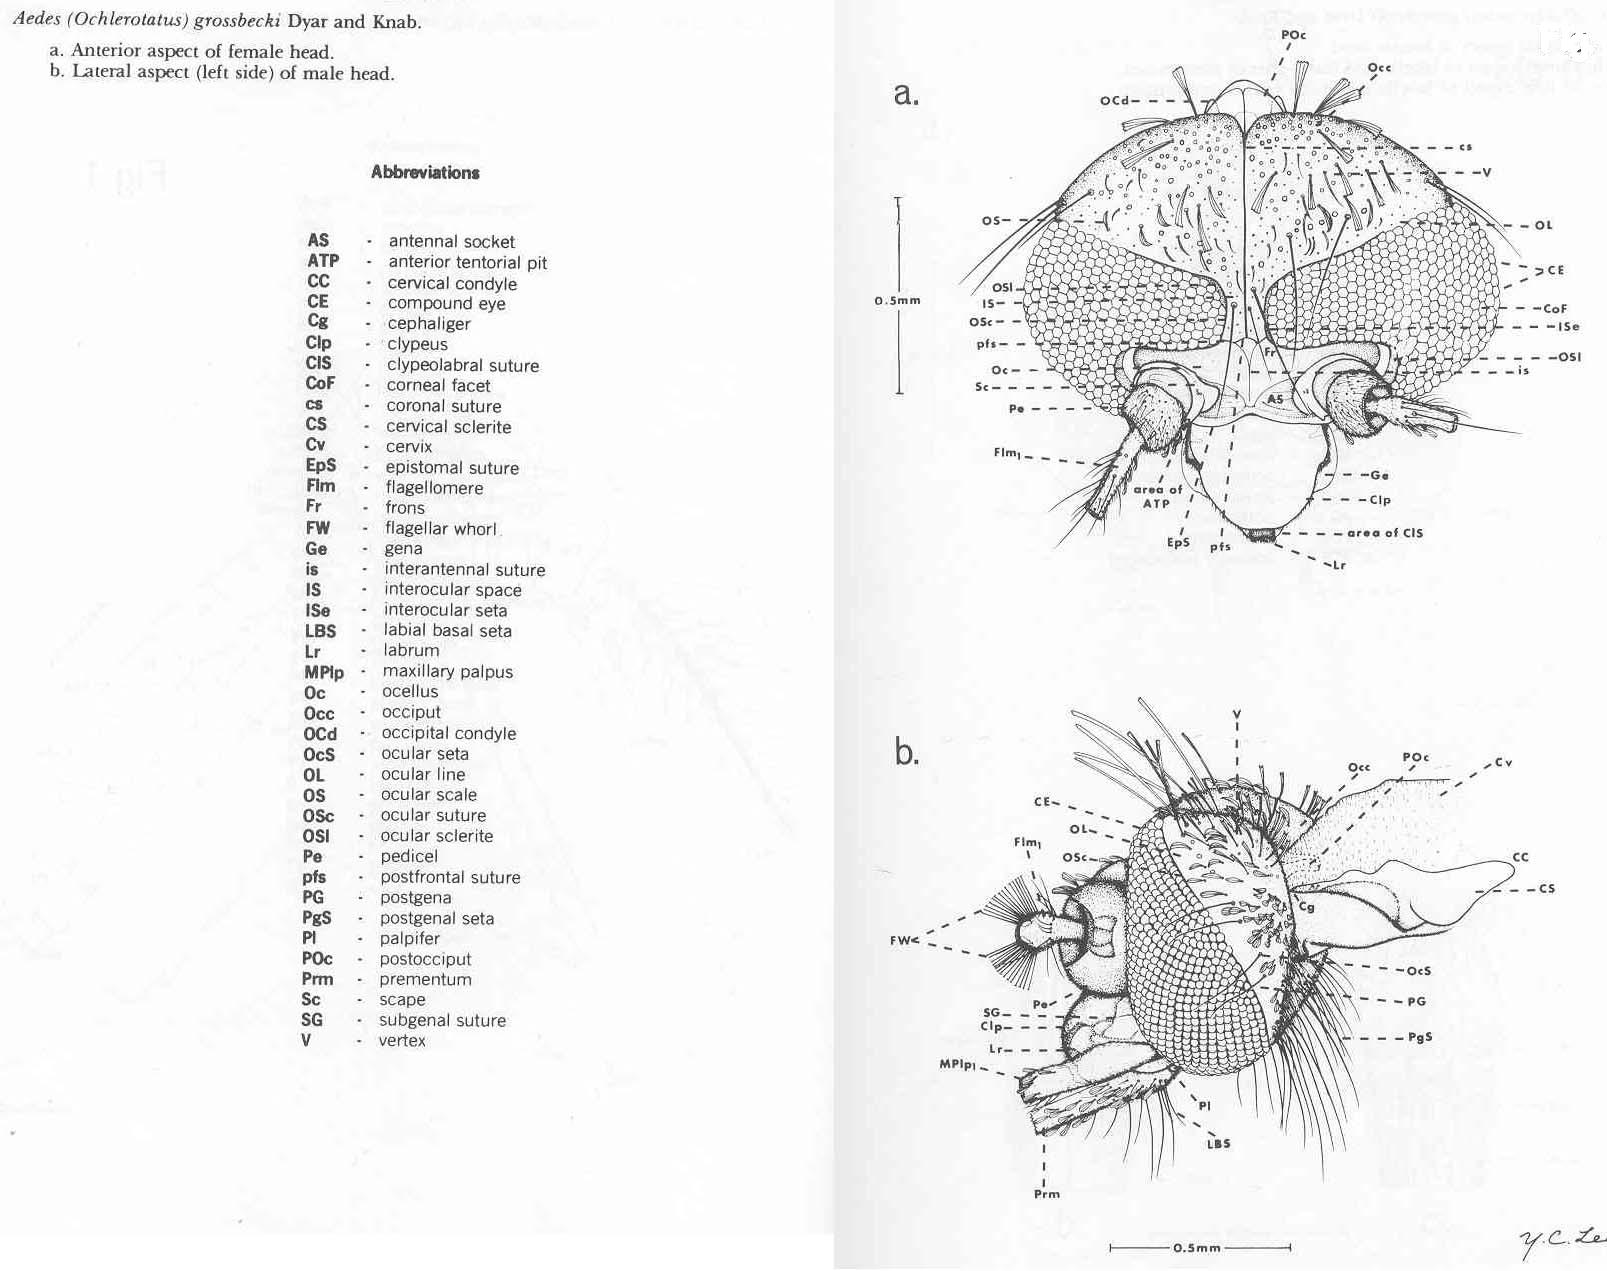 Aedes (Ochlerotatus) grossbecki Dyar and Knab.
a. Anterior aspect of female head.
b. Lateral aspect (left side) of male head.
Abbreviations
AS - antennal socket
ATP - anterior tentorial pit
CC - cervical condyle
CE - compound eye
Cg - cephaliger
Clp - clypeus
ClS - clypeolabral suture
CoF - corneal facet
cs - coronal suture
CS - cervical sclerite
Cv - cervix
EpS - epistomal suture
Flm - flagellomere
Fr - frons
FW - flagellar whorl
Ge - gena
is - interantennal suture
IS - interocular space
ISe - interocular seta
LBS - labial basal seta
Lr - labrum
MPlp - maxillary palpus
Oc - ocellus
Occ - occiput
OCd - occipital condyle
OcS - ocular seta
OL - ocular line
OS - ocular scale
OSc - ocular suture
OSl - ocular sclerite
Pe - pedicel
pfs - postfrontal suture
PG - postgena
PgS - postgenal seta
Pl - palpifer
POc - postocciput
Prm - prementum
Sc - scape
SG - subgenal suture
V - vertex
a.
POc
Occ
OCd
cs
V
OS
OL
CE
OSl
IS
0.5mm
CoF
OSc
ISe
pfs
Fr
OSl
Oc
is
Sc
AS
Pe
Flm1
Ge
area of
ATP
Clp
area of ClS
EpS
pfs
Lr
b.
V
POc
Cv
Occ
CE
OL
Flm1
OSc
CC
CS
Cg
FW
OcS
PG
Pe
SG
Clp
PgS
Lr
MPlp1
Pl
LBS
Prm
0.5mm